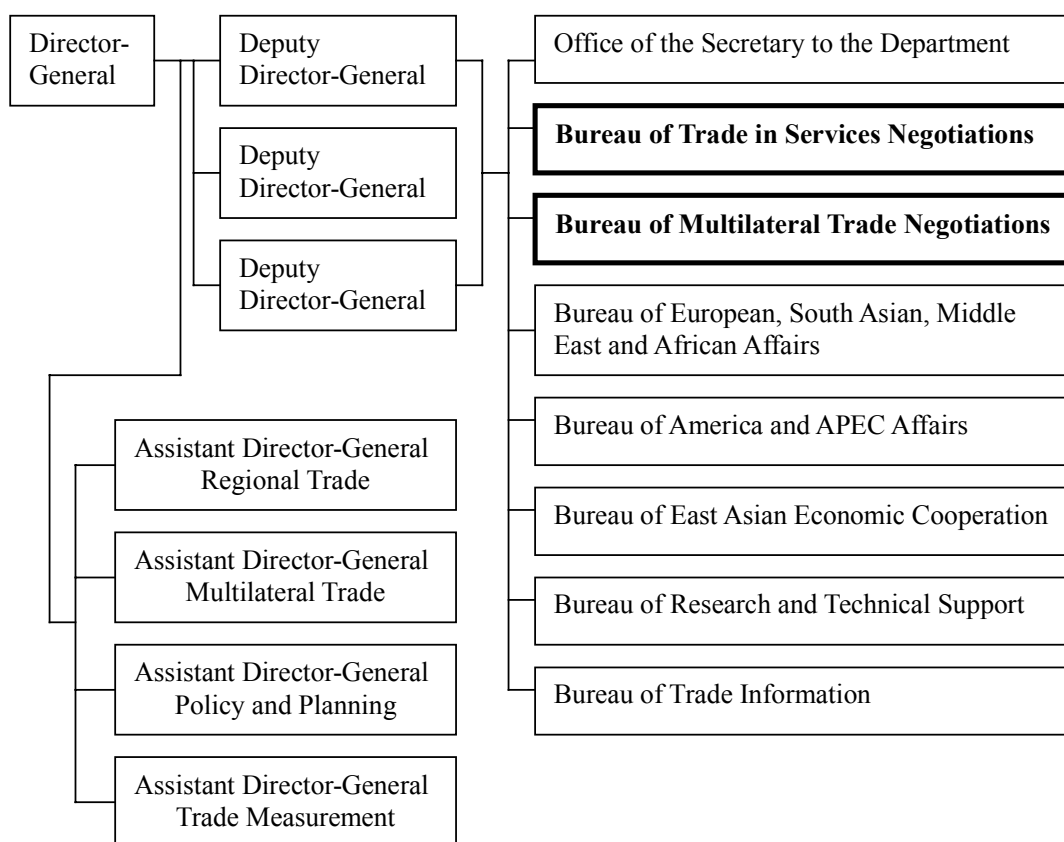 Director-
General
Deputy
Director-General
Deputy
Director-General
Deputy
Director-General
Office of the Secretary to the Department
Bureau of Trade in Services Negotiations
Bureau of Multilateral Trade Negotiations
Bureau of European, South Asian, Middle
East and African Affairs
Bureau of America and APEC Affairs
Bureau of East Asian Economic Cooperation
Bureau of Research and Technical Support
Bureau of Trade Information
Assistant Director-General
Regional Trade
Assistant Director-General
Multilateral Trade
Assistant Director-General
Policy and Planning
Assistant Director-General
Trade Measurement